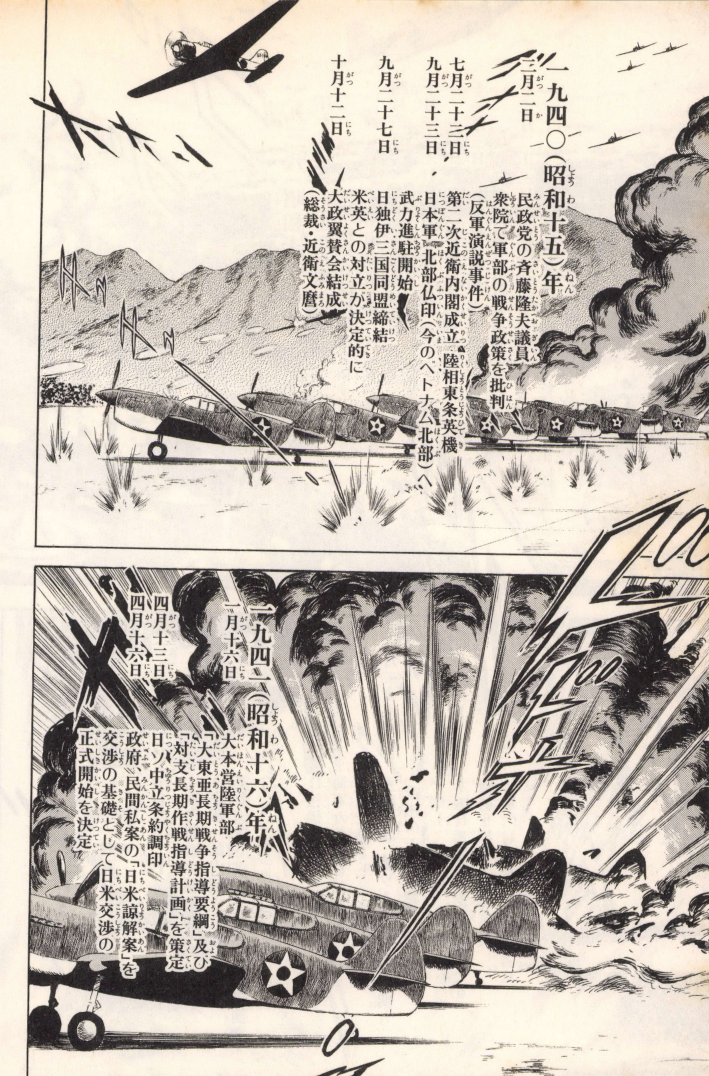 一九四〇(昭和十五)年
二月二日
民政党の斉藤隆夫議員
衆院で軍部の戦争政策を批判
(反軍演説事件)
七月二十二日
第二次近衛内閣成立、陸相東条英機
九月二十三日
日本軍、北部仏印(今のベトナム北部)へ
武力進駐開始
九月二十七日
日独伊三国同盟締結
米英との対立が決定的に
十月十二日
大政翼賛会結成
(総裁・近衛文麿)
一九四一(昭和十六)年
一月十六日
大本営陸軍部
「大東亜長期戦争指導要綱」及び
「対支長期作戦指導計画」を策定
四月十三日
日ソ中立条約調印
四月十六日
政府、民間私案の「日米諒解案」を
交渉の基礎として日米交渉の
正式開始を決定